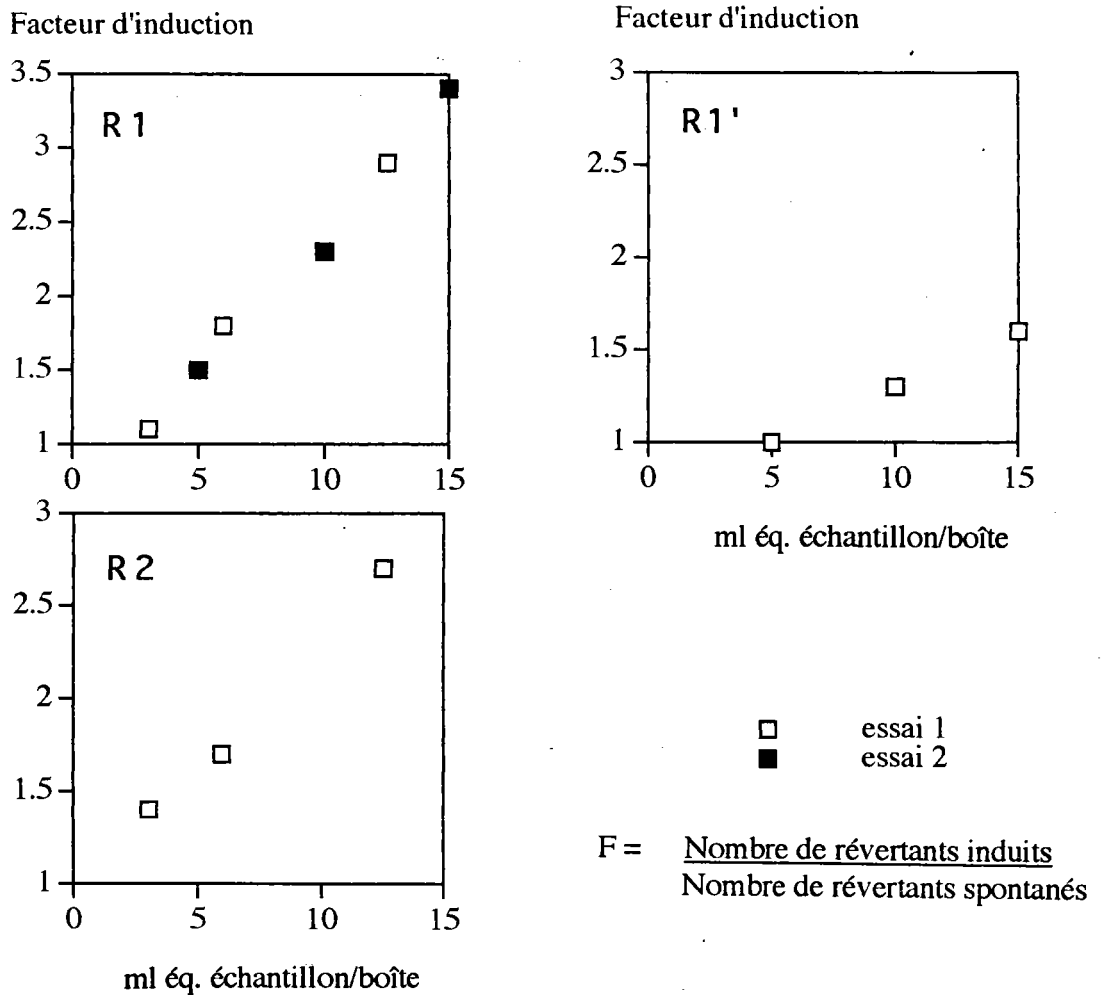 Facteur d'induction
3.5
3
2.5
2
1.5
1
R 1
0 5 10 15
Facteur d'induction
3
2.5
2
1.5
1
R1'
0 5 10 15
ml éq. échantillon/boîte
3
2.5
2
1.5
1
R 2
0 5 10 15
ml éq. échantillon/boîte
essai 1
essai 2
F = Nombre de révertants induits
Nombre de révertants spontanés